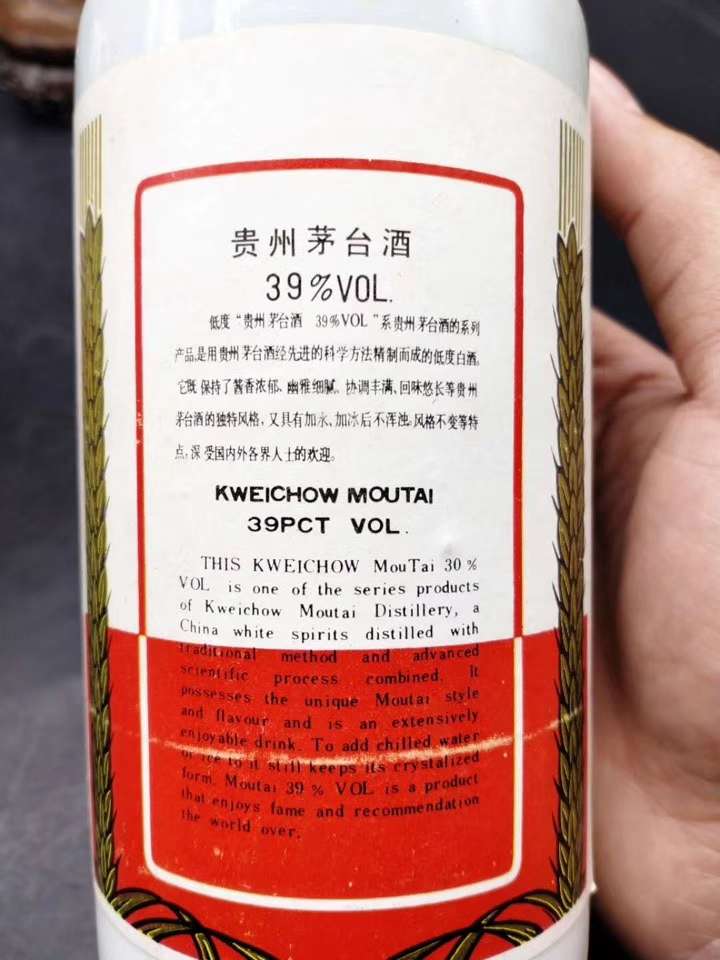 贵州茅台酒
39%VOL.
低度“贵州茅台酒 39%VOL”系贵州茅台酒的系列
产品,是用贵州茅台酒经先进的科学方法精制而成的低度白酒。
它既保持了酱香浓郁、幽雅细腻、协调丰满、回味悠长等贵州
茅台酒的独特风格，又具有加水、加冰后不浑浊，风格不变等特
点，深受国内外各界人士的欢迎。
KWEICHOW MOUTAI
39PCT VOL.
THIS KWEICHOW MouTai 30%
VOL is one of the series products
of Kweichow Moutai Distillery, a
China white spirits distilled with
traditional method and advanced
scientific process combined. It
possesses the unique Moutai style
and flavour and is an extensively
enjoyable drink. To add chilled water
or ice to it still keeps its crystalized
form. Moutai 39% VOL is a product
that enjoys fame and recommendation
the world over.